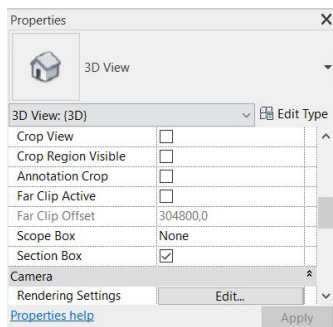 Properties X
3D View
3D View: {3D} Edit Type
Crop View
Crop Region Visible
Annotation Crop
Far Clip Active
Far Clip Offset 304800,0
Scope Box None
Section Box
Camera
Rendering Settings Edit...
Properties help Apply